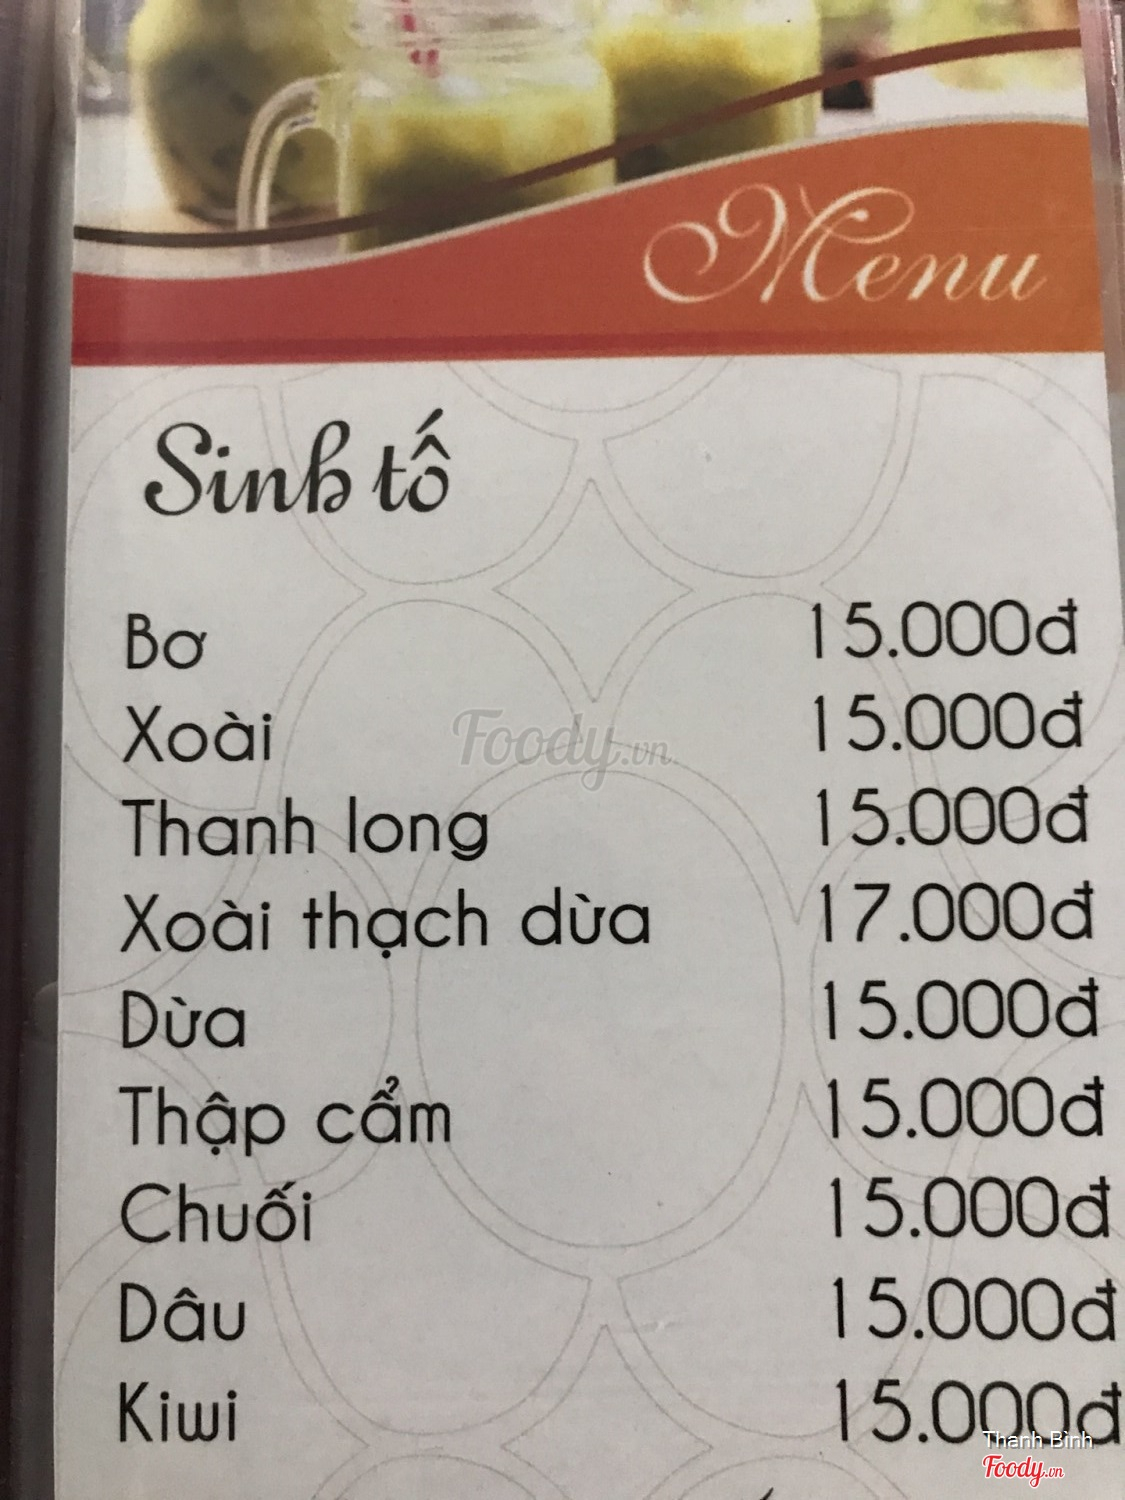 Menu
Sinh tố
Bơ 15.000đ
Xoài 15.000đ
Foody.vn
Thanh long 15.000đ
Xoài thạch dừa 17.000đ
Dừa 15.000đ
Thập cẩm 15.000đ
Chuối 15.000đ
Dâu 15.000đ
Kiwi 15.000đ
Thanh Bình
Foody.vn